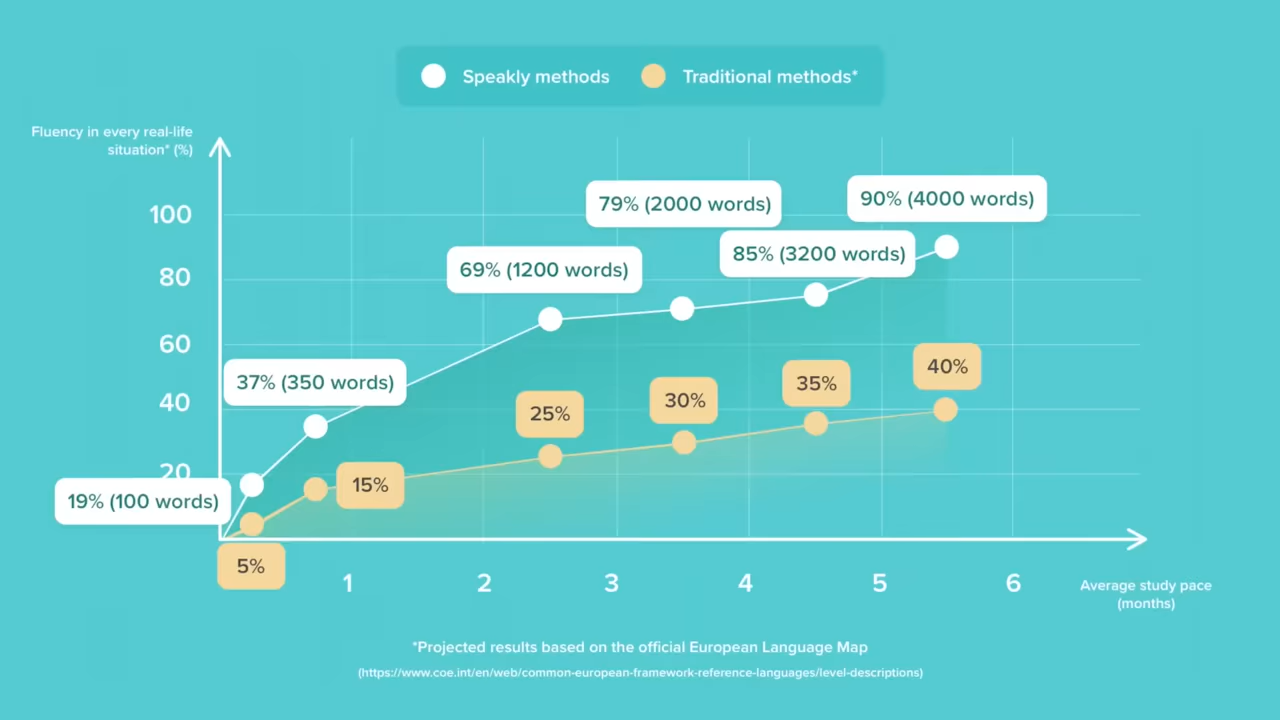 Speakly methods
Traditional methods*
Fluency in every real-life
situation* (%)
100
80
60
40
20
79% (2000 words)
90% (4000 words)
69% (1200 words)
85% (3200 words)
37% (350 words)
19% (100 words)
40%
35%
30%
25%
15%
5%
1
2
3
4
5
6
Average study pace
(months)
*Projected results based on the official European Language Map
(https://www.coe.int/en/web/common-european-framework-reference-languages/level-descriptions)